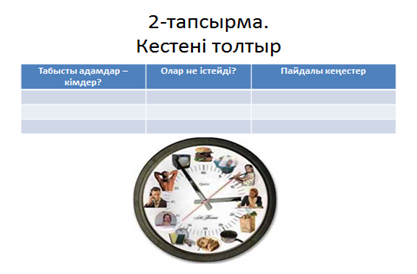 2-тапсырма.
Кестені толтыр
Табысты адамдар – кімдер?
Олар не істейді?
Пайдалы кеңестер